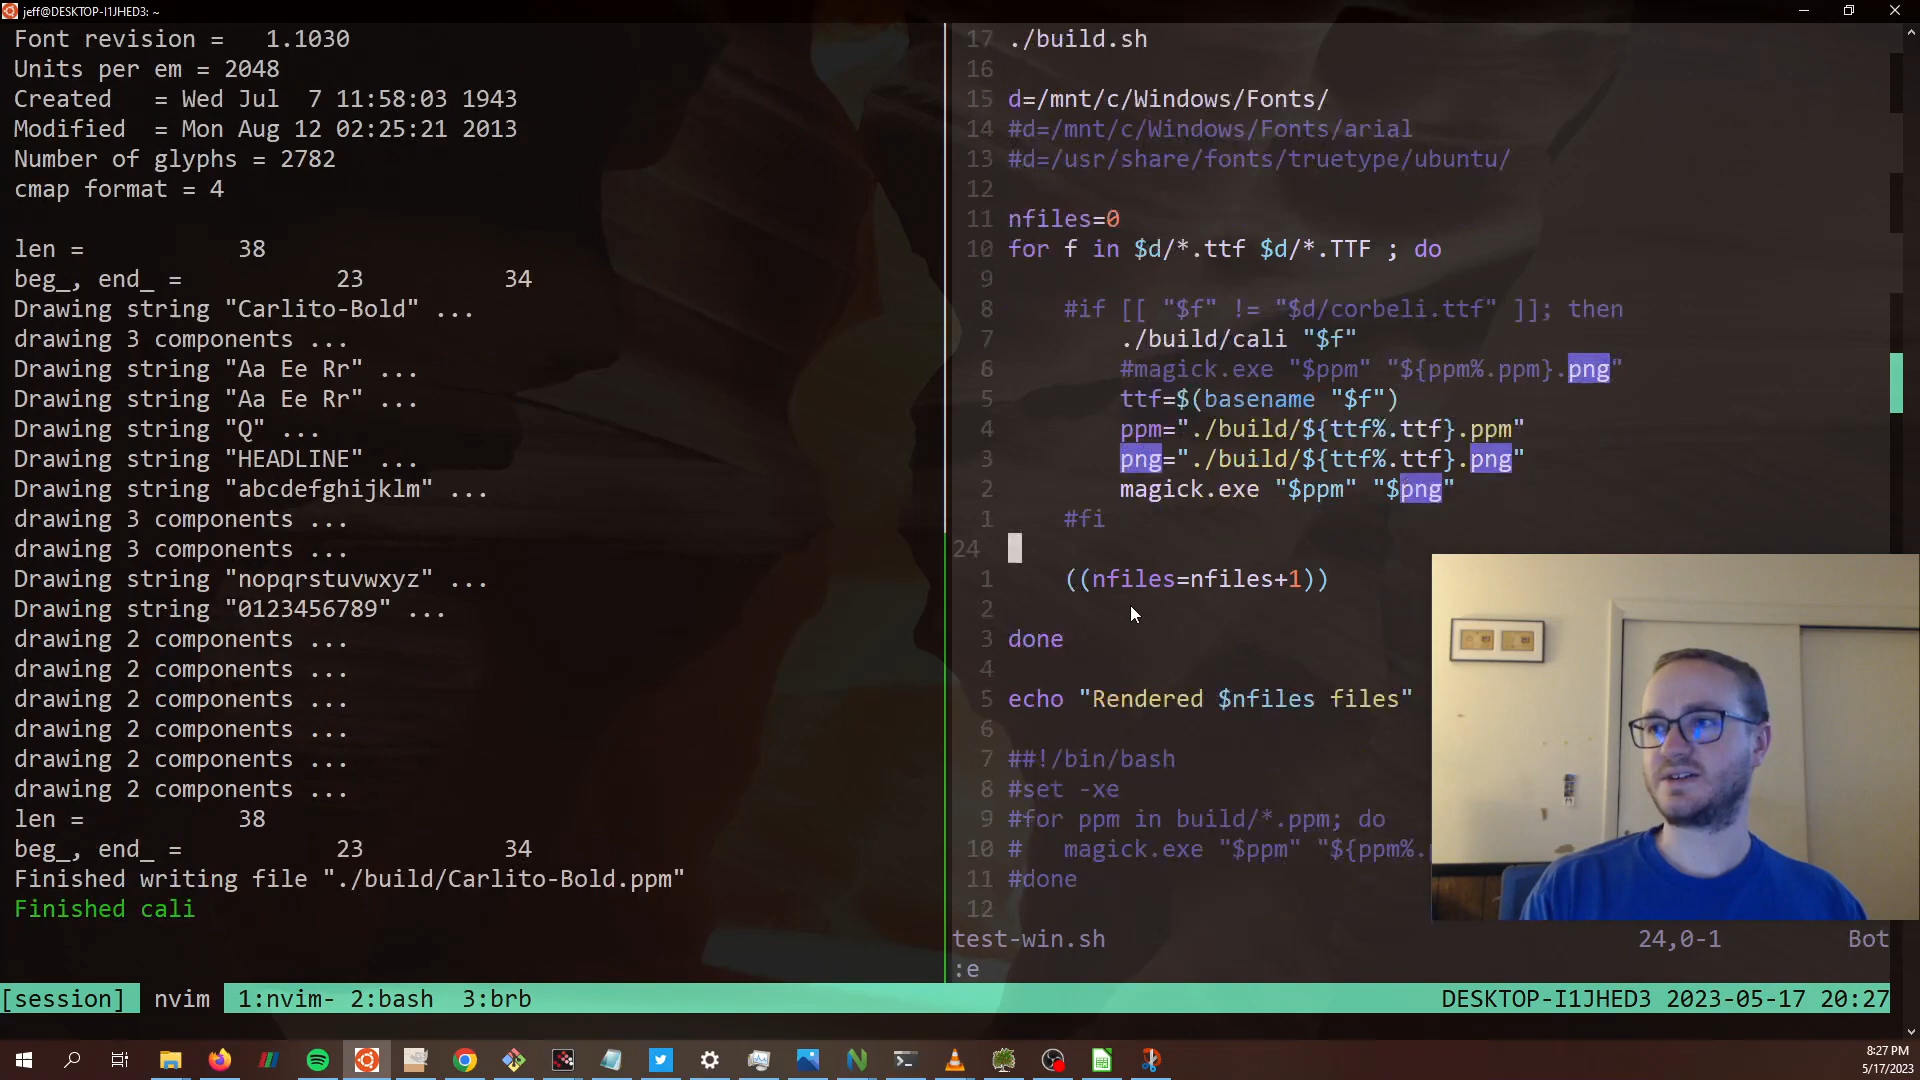 jeff@DESKTOP-I1JHED3: ~
Font revision =   1.1030
Units per em = 2048
Created   = Wed Jul  7 11:58:03 1943
Modified  = Mon Aug 12 02:25:21 2013
Number of glyphs = 2782
cmap format = 4
len =           38
beg_, end_ =           23          34
Drawing string "Carlito-Bold" ...
drawing 3 components ...
Drawing string "Aa Ee Rr" ...
Drawing string "Aa Ee Rr" ...
Drawing string "Q" ...
Drawing string "HEADLINE" ...
Drawing string "abcdefghijklm" ...
drawing 3 components ...
drawing 3 components ...
Drawing string "nopqrstuvwxyz" ...
Drawing string "0123456789" ...
drawing 2 components ...
drawing 2 components ...
drawing 2 components ...
drawing 2 components ...
drawing 2 components ...
drawing 2 components ...
len =           38
beg_, end_ =           23          34
Finished writing file "./build/Carlito-Bold.ppm"
Finished cali
17 ./build.sh
16
15 d=/mnt/c/Windows/Fonts/
14 #d=/mnt/c/Windows/Fonts/arial
13 #d=/usr/share/fonts/truetype/ubuntu/
12
11 nfiles=0
10 for f in $d/*.ttf $d/*.TTF ; do
9
8     #if [[ "$f" != "$d/corbeli.ttf" ]]; then
7         ./build/cali "$f"
6         #magick.exe "$ppm" "${ppm%.ppm}.png"
5         ttf=$(basename "$f")
4         ppm="./build/${ttf%.ttf}.ppm"
3         png="./build/${ttf%.ttf}.png"
2         magick.exe "$ppm" "$png"
1     #fi
24
1     ((nfiles=nfiles+1))
2
3 done
4
5 echo "Rendered $nfiles files"
6
7 ##!/bin/bash
8 #set -xe
9 #for ppm in build/*.ppm; do
10 #   magick.exe "$ppm" "${ppm%.
11 #done
12
test-win.sh 24,0-1 Bot
:e
[session] nvim 1:nvim- 2:bash  3:brb DESKTOP-I1JHED3 2023-05-17 20:27
8:27 PM
5/17/2023